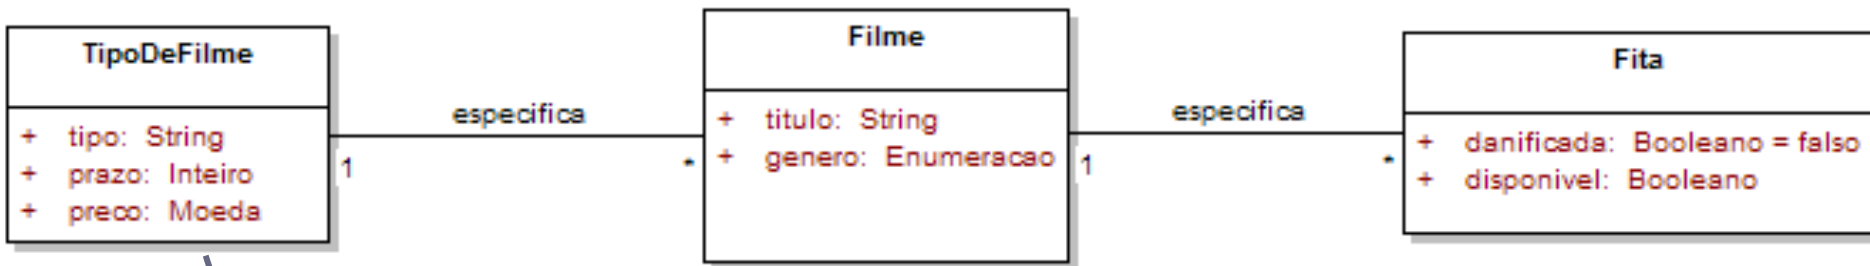 TipoDeFilme
+ tipo: String
+ prazo: Inteiro
+ preco: Moeda
especifica
1
*
Filme
+ titulo: String
+ genero: Enumeracao
especifica
1
*
Fita
+ danificada: Booleano = falso
+ disponivel: Booleano